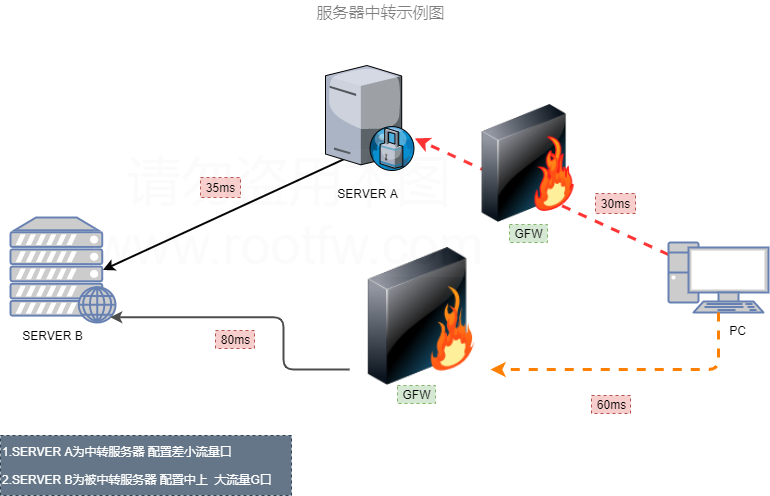 服务器中转示例图
SERVER A
35ms
30ms
GFW
请勿盗用图
www.rootfw.com
SERVER B
80ms
PC
GFW
60ms
1.SERVER A为中转服务器 配置差小流量口
2.SERVER B为被中转服务器 配置中上 大流量G口